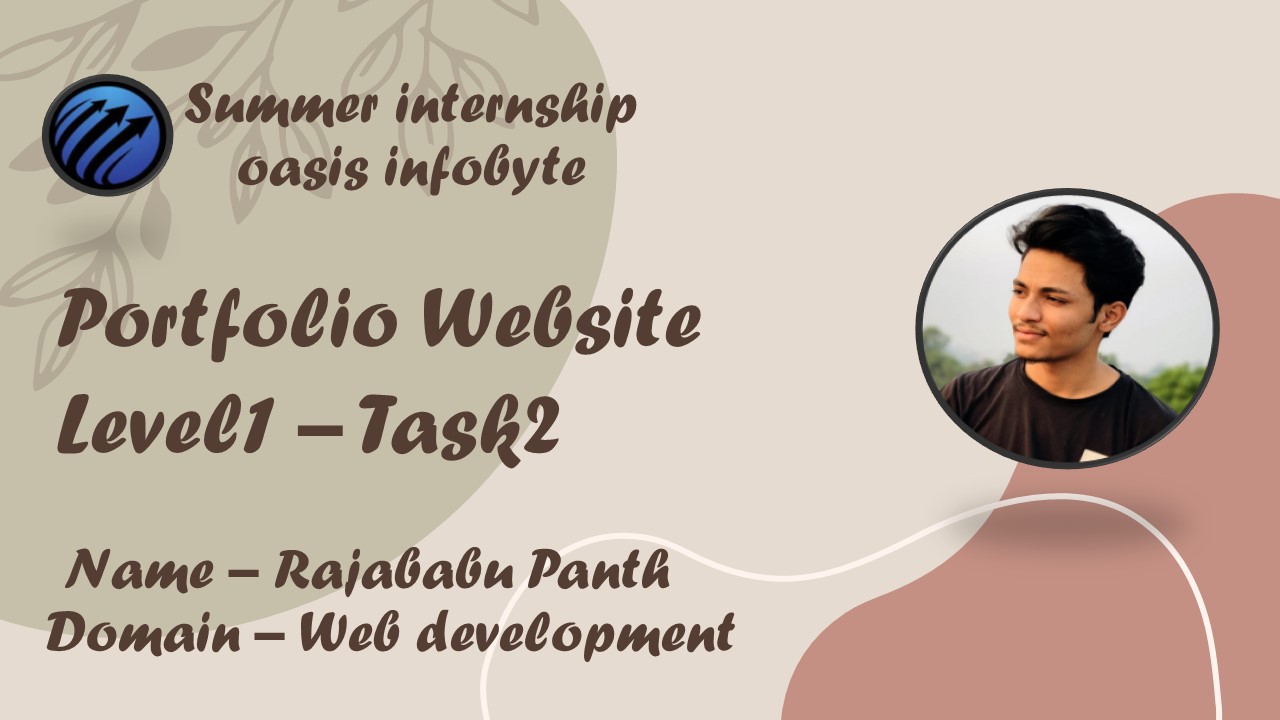 Summer internship
oasis infobyte
Portfolio Website
Level1 – Task2
Name – Rajababu Panth
Domain – Web development